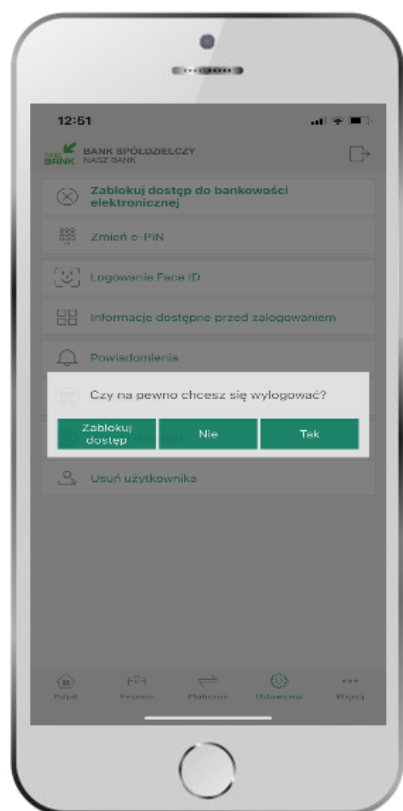 12:51
BANK SPÓŁDZIELCZY
NASZ BANK
BANK
Zablokuj dostęp do bankowości
elektronicznej
Zmień e-PIN
Logowanie Face ID
Informacje dostępne przed zalogowaniem
Powiadomienia
Czy na pewno chcesz się wylogować?
Zablokuj
dostęp
Nie
Tak
Usuń użytkownika
Pulpit
Finanse
Płatności
Ustawienia
Więcej